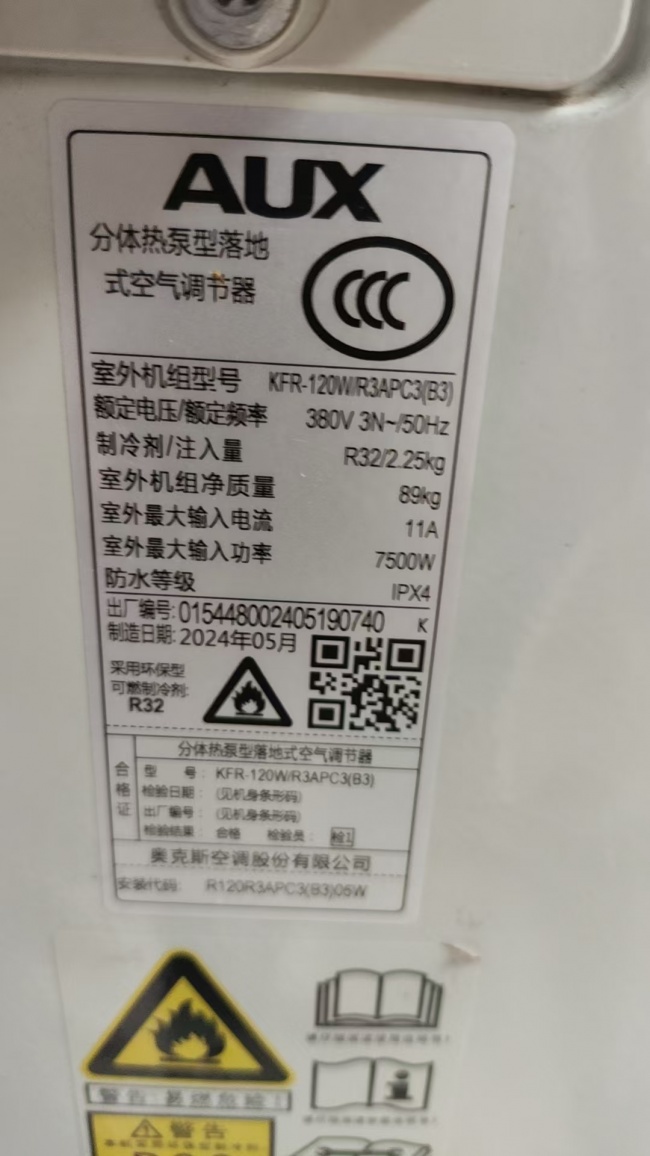 AUX
分体热泵型落地
式空气调节器
CCC
室外机组型号 KFR-120W/R3APC3(B3)
额定电压/额定频率 380V 3N~/50Hz
制冷剂/注入量 R32/2.25kg
室外机组净质量 89kg
室外最大输入电流 11A
室外最大输入功率 7500W
防水等级 IPX4
出厂编号:015448002405190740 K
制造日期:2024年05月
采用环保型
可燃制冷剂:
R32
分体热泵型落地式空气调节器
合格证
型 号: KFR-120W/R3APC3(B3)
检验日期: (见机身条形码)
出厂编号: (见机身条形码)
检验结果: 合格 检验员: 检1
奥克斯空调股份有限公司
安装代码: R120R3APC3(B3)05W
警告:易燃危险!
警告